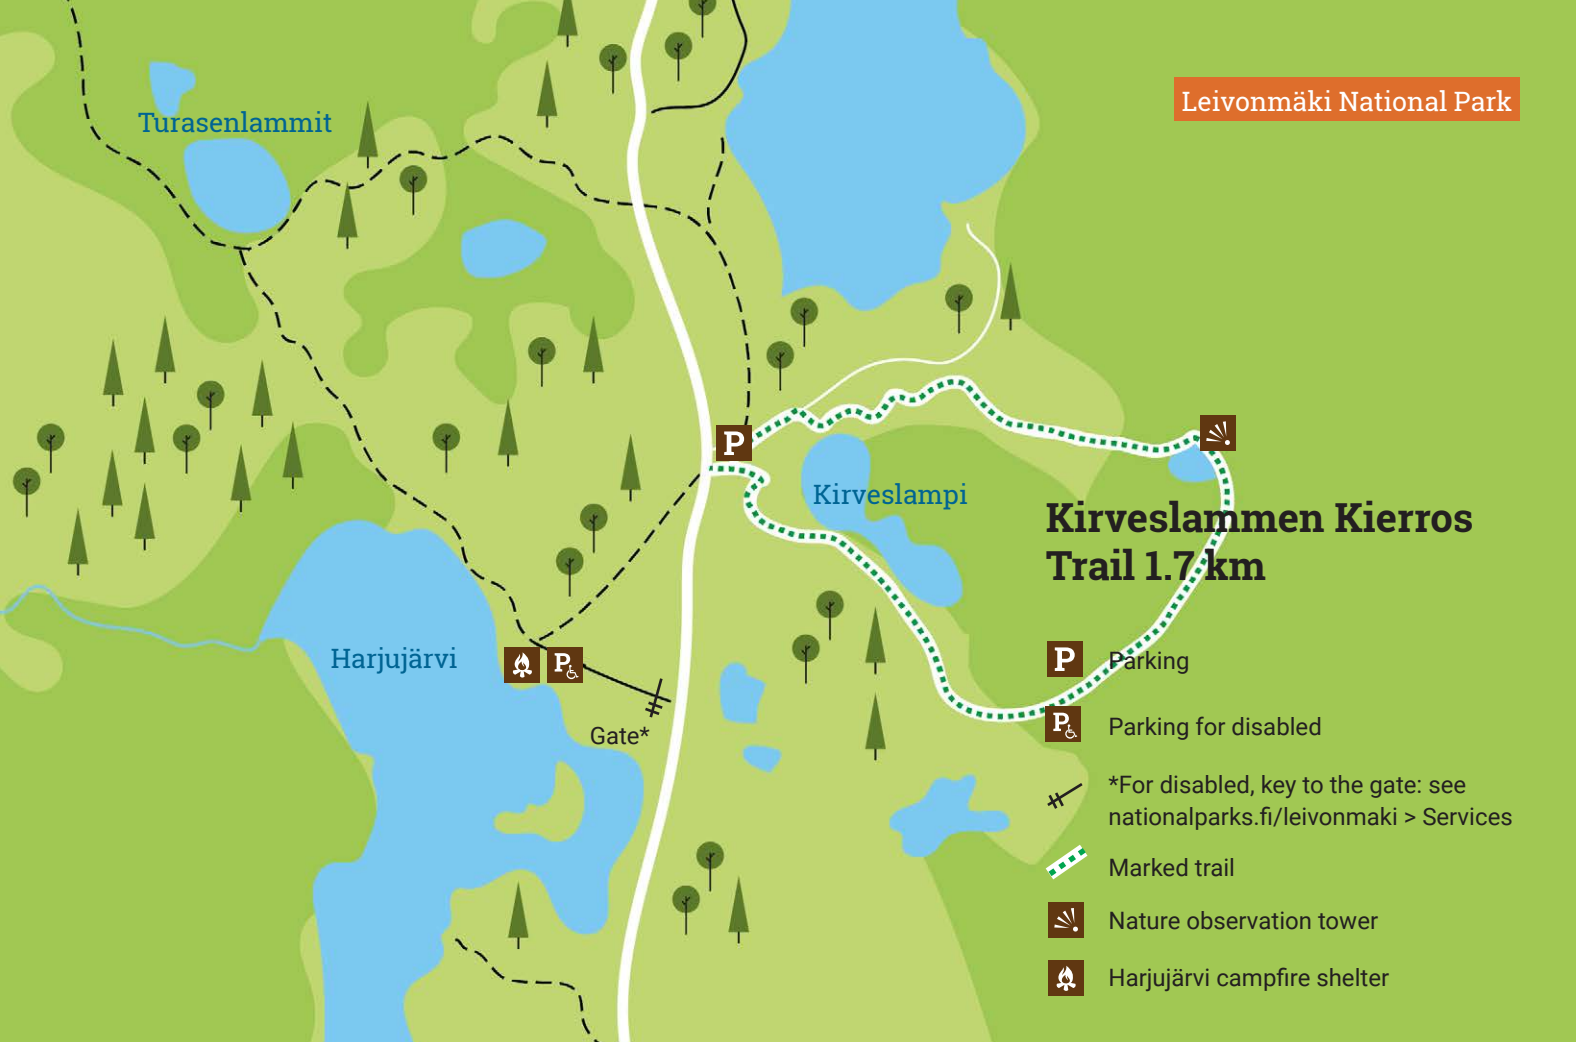 Leivonmäki National Park
Turasenlammit
P
Kirveslampi
Kirveslammen Kierros
Trail 1.7 km
Harjujärvi
P
Gate*
P Parking
P Parking for disabled
*For disabled, key to the gate: see
nationalparks.fi/leivonmaki > Services
Marked trail
Nature observation tower
Harjujärvi campfire shelter